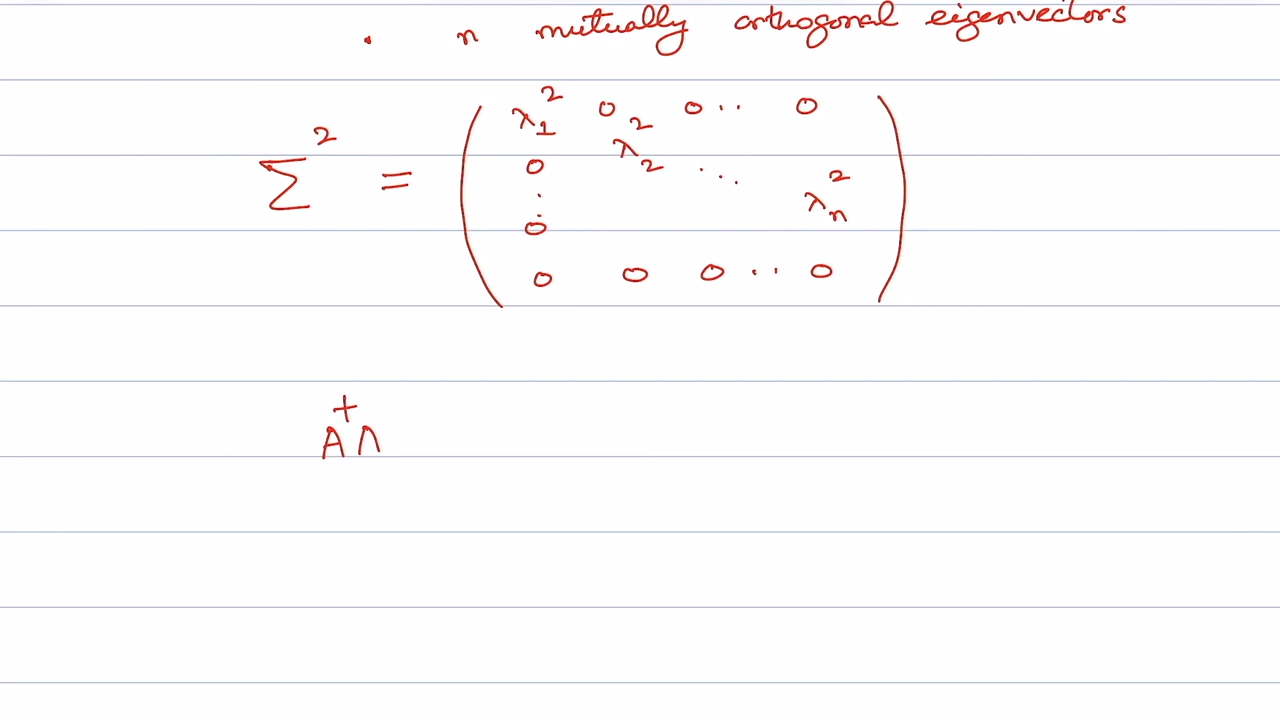 . n mutually orthogonal eigenvectors
Σ² = ( λ₁² 0 0 ·· 0
0 λ₂² ...
: λₙ²
0
0 0 0 ·· 0 )
A⁺Λ